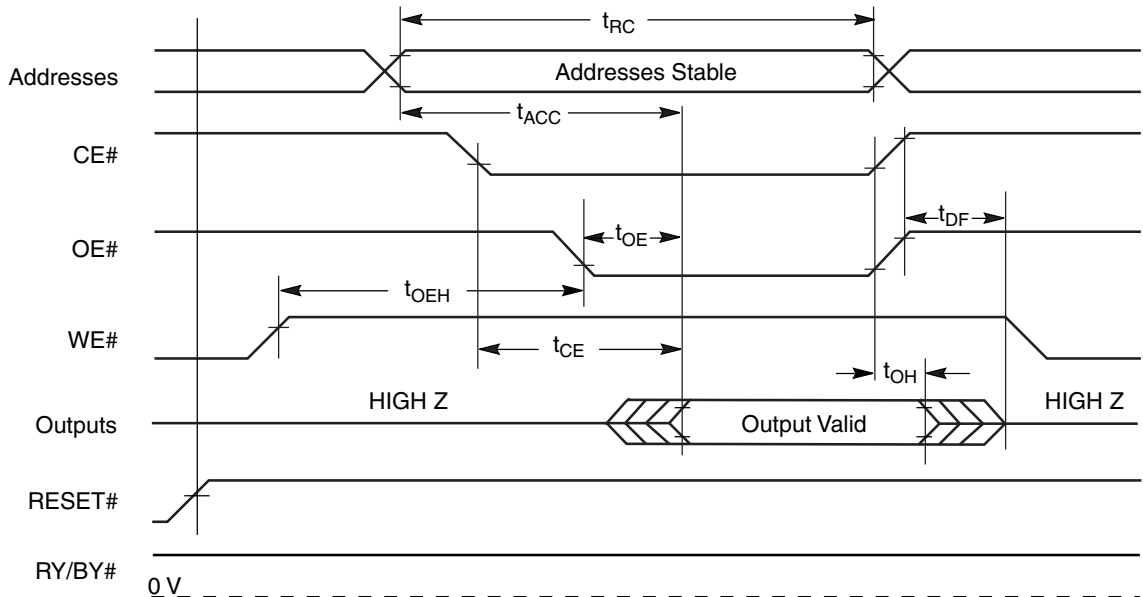 tRC
Addresses
Addresses Stable
tACC
CE#
tDF
OE#
tOE
tOEH
WE#
tCE
tOH
HIGH Z
HIGH Z
Outputs
Output Valid
RESET#
RY/BY#
0 V